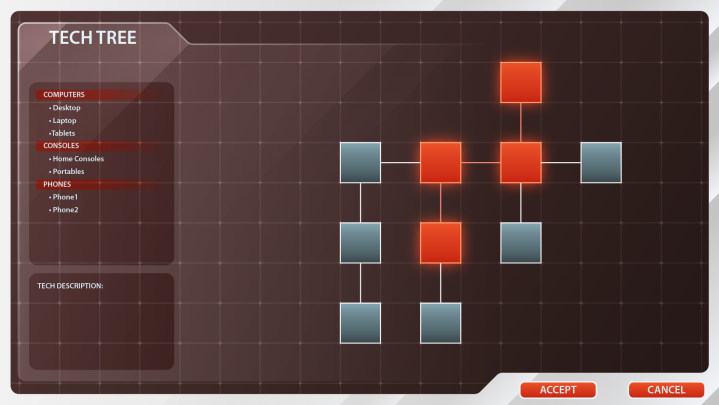 TECH TREE
COMPUTERS
• Desktop
• Laptop
•Tablets
CONSOLES
• Home Consoles
• Portables
PHONES
• Phone1
• Phone2
TECH DESCRIPTION:
ACCEPT
CANCEL